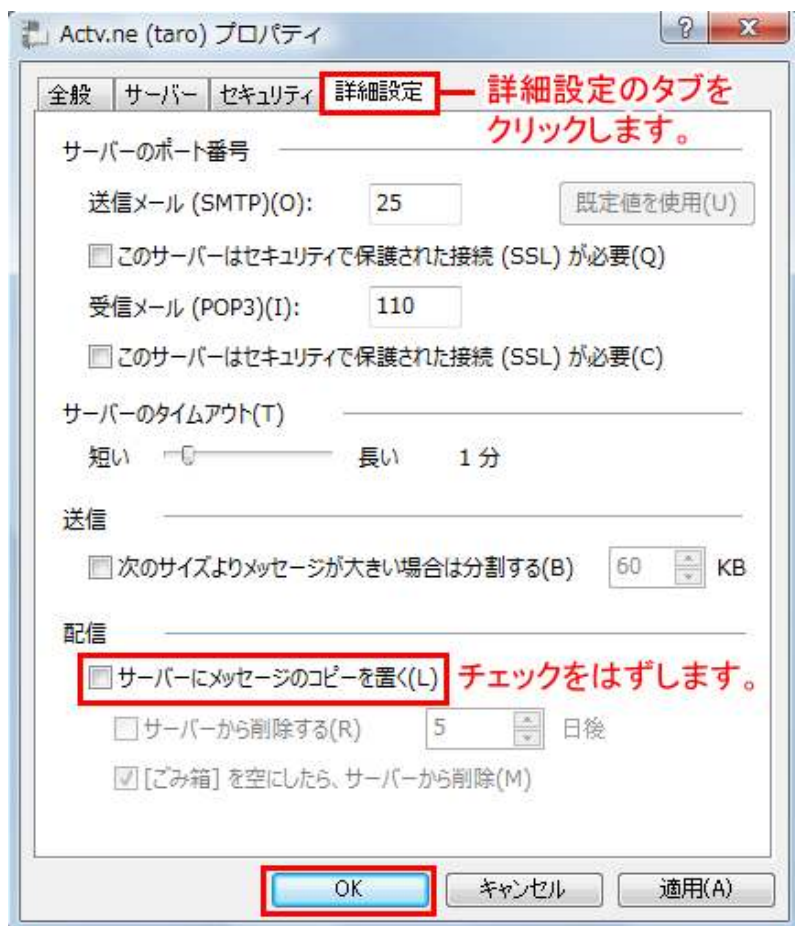 Actv.ne (taro) プロパティ
全般 サーバー セキュリティ 詳細設定 詳細設定のタブを
クリックします。
サーバーのポート番号
送信メール (SMTP)(O): 25 既定値を使用(U)
このサーバーはセキュリティで保護された接続 (SSL) が必要(Q)
受信メール (POP3)(I): 110
このサーバーはセキュリティで保護された接続 (SSL) が必要(C)
サーバーのタイムアウト(T)
短い 長い 1 分
送信
次のサイズよりメッセージが大きい場合は分割する(B) 60 KB
配信
サーバーにメッセージのコピーを置く(L) チェックをはずします。
サーバーから削除する(R) 5 日後
[ごみ箱] を空にしたら、サーバーから削除(M)
OK キャンセル 適用(A)